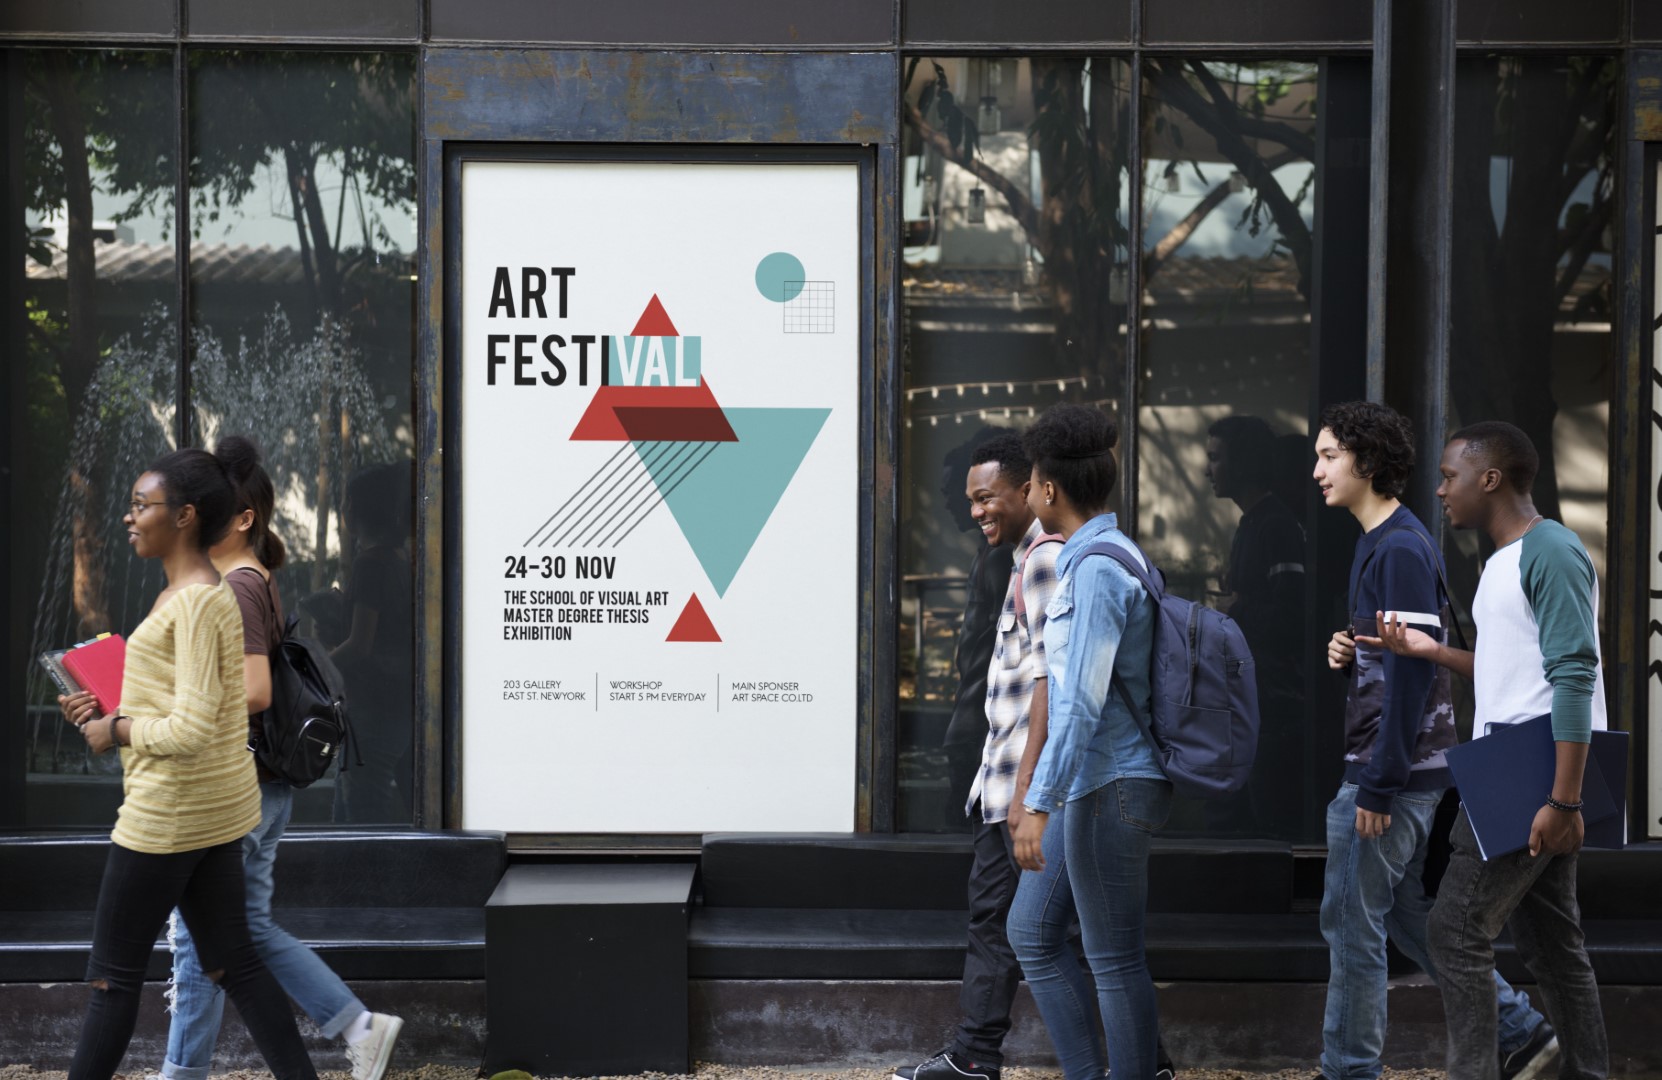 ART
FESTIVAL
24-30 NOV
THE SCHOOL OF VISUAL ART
MASTER DEGREE THESIS
EXHIBITION
203 GALLERY
EAST ST. NEWYORK
WORKSHOP
START 5 PM EVERYDAY
MAIN SPONSER
ART SPACE CO.LTD